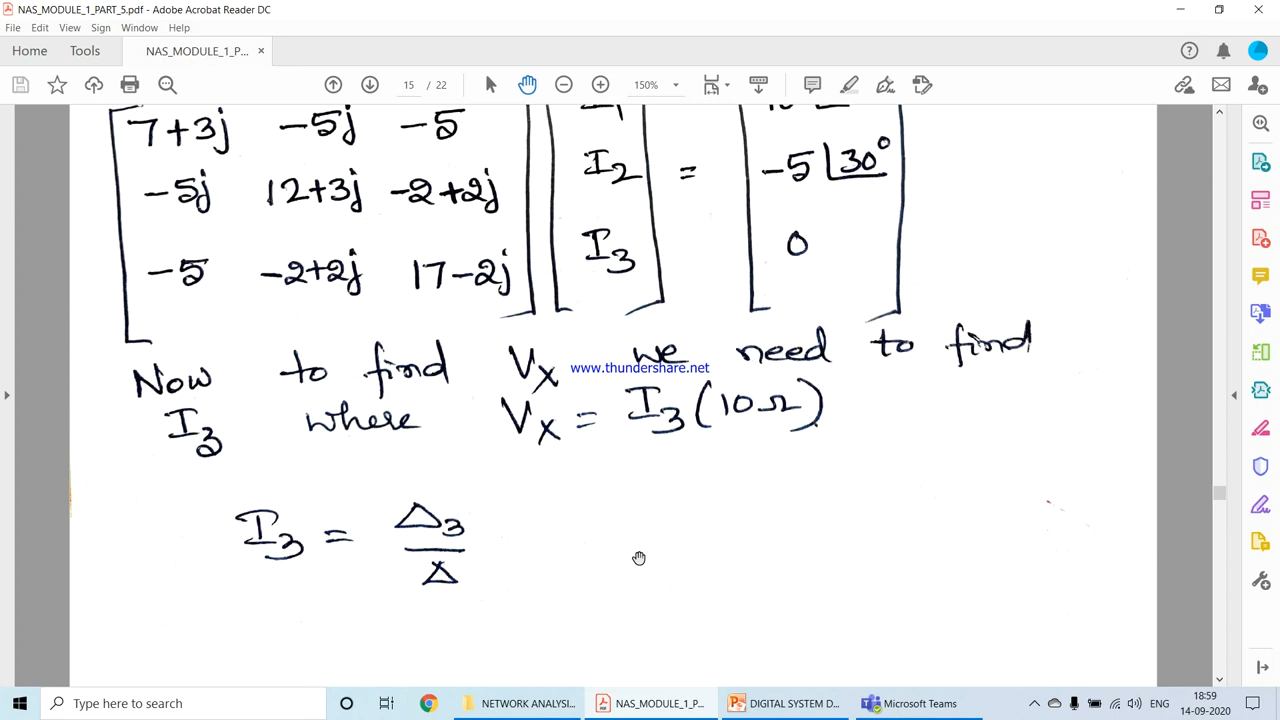 NAS_MODULE_1_PART_5.pdf - Adobe Acrobat Reader DC
File Edit View Sign Window Help
Home Tools NAS_MODULE_1_P... ×
15 / 22 150%
7+3j -5j -5
-5j 12+3j -2+2j I2 = -5∠30°
-5 -2+2j 17-2j I3 0
Now to find Vx we need to find
www.thundershare.net
I3 where Vx = I3(10Ω)
I3 = Δ3
Δ
Type here to search NETWORK ANALYSI... NAS_MODULE_1_P... DIGITAL SYSTEM D... Microsoft Teams ENG 18:59
14-09-2020